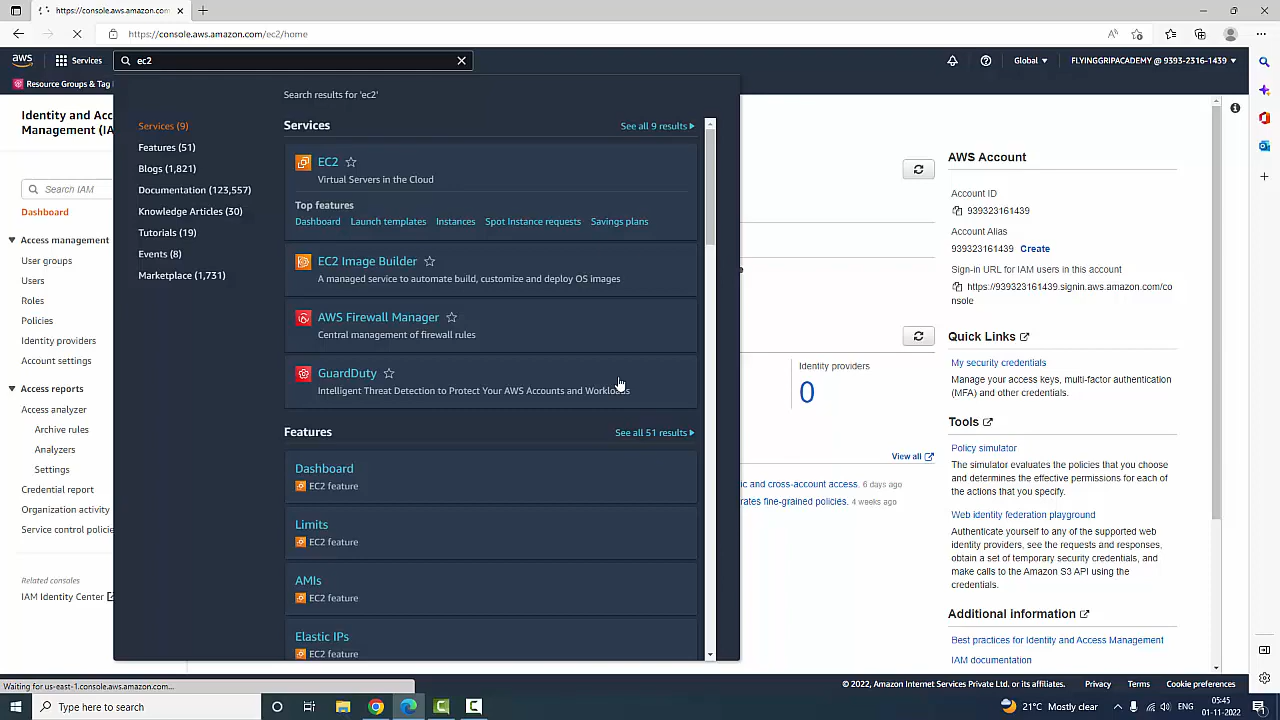 https://console.aws.amazon.com
https://console.aws.amazon.com/ec2/home
aws
Services
ec2
Global
FLYINGGRIPACADEMY @ 9393-2316-1439
Resource Groups & Tag
Identity and Acc
Management (IA
Search IAM
Dashboard
Access management
User groups
Users
Roles
Policies
Identity providers
Account settings
Access reports
Access analyzer
Archive rules
Analyzers
Settings
Credential report
Organization activity
Service control policie
Related consoles
IAM Identity Center
Services (9)
Features (51)
Blogs (1,821)
Documentation (123,557)
Knowledge Articles (30)
Tutorials (19)
Events (8)
Marketplace (1,731)
Search results for 'ec2'
Services
See all 9 results
EC2
Virtual Servers in the Cloud
Top features
Dashboard Launch templates Instances Spot Instance requests Savings plans
EC2 Image Builder
A managed service to automate build, customize and deploy OS images
AWS Firewall Manager
Central management of firewall rules
GuardDuty
Intelligent Threat Detection to Protect Your AWS Accounts and Workloads
Features
See all 51 results
Dashboard
EC2 feature
Limits
EC2 feature
AMIs
EC2 feature
Elastic IPs
EC2 feature
Identity providers
0
View all
ic and cross-account access. 6 days ago
rates fine-grained policies. 4 weeks ago
AWS Account
Account ID
939323161439
Account Alias
939323161439 Create
Sign-in URL for IAM users in this account
https://939323161439.signin.aws.amazon.com/co
nsole
Quick Links
My security credentials
Manage your access keys, multi-factor authentication
(MFA) and other credentials.
Tools
Policy simulator
The simulator evaluates the policies that you choose
and determines the effective permissions for each of
the actions that you specify.
Web identity federation playground
Authenticate yourself to any of the supported web
identity providers, see the requests and responses,
obtain a set of temporary security credentials, and
make calls to the Amazon S3 API using the
credentials.
Additional information
Best practices for Identity and Access Management
IAM documentation
Waiting for us-east-1.console.aws.amazon.com...
© 2022, Amazon Internet Services Private Ltd. or its affiliates. Privacy Terms Cookie preferences
Type here to search
21°C Mostly clear
ENG
05:45
01-11-2022